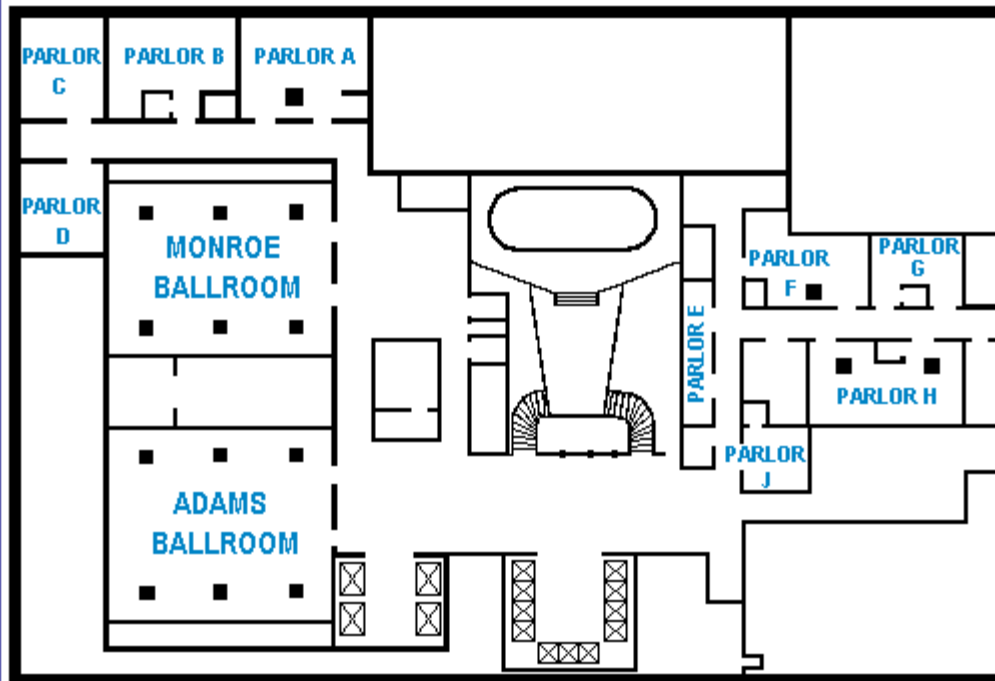 PARLOR
C
PARLOR B
PARLOR A
PARLOR
D
MONROE
BALLROOM
PARLOR
F
PARLOR
G
PARLOR E
PARLOR H
PARLOR
J
ADAMS
BALLROOM